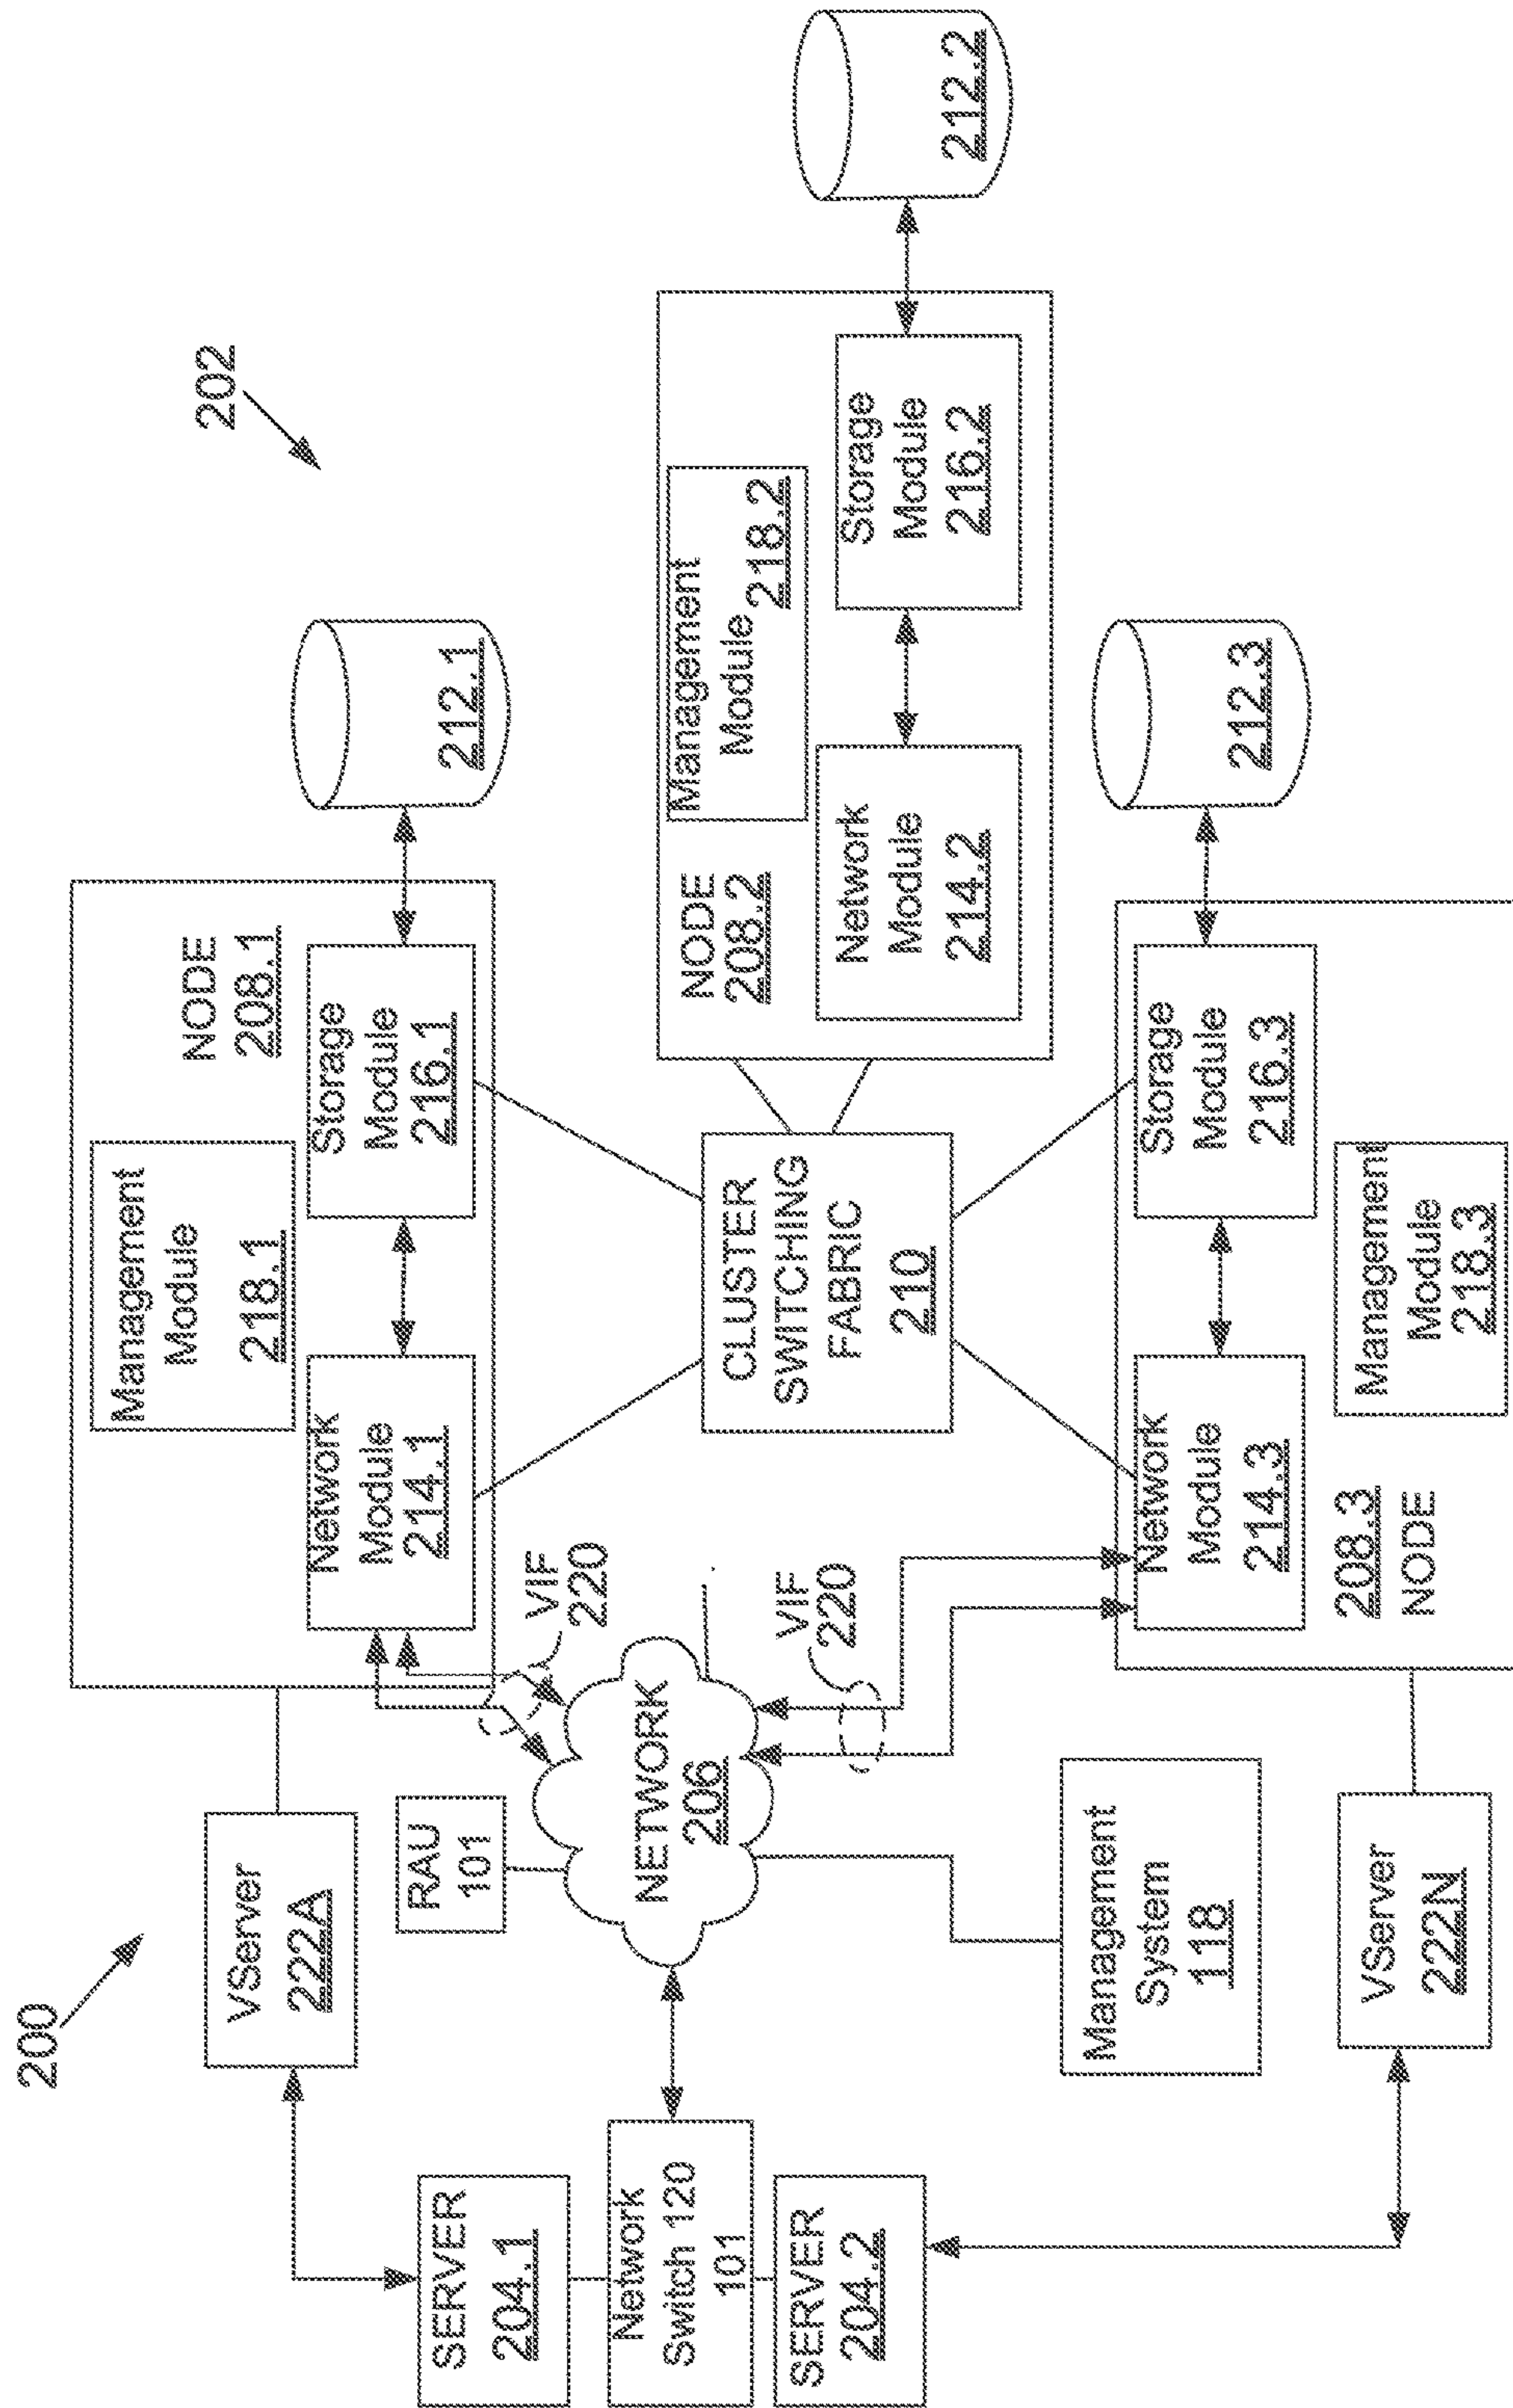 200
202
VServer
222A
NODE
208.1
Management
Module
218.1
Network
Module
214.1
Storage
Module
216.1
212.1
SERVER
204.1
Network
Switch 120
101
SERVER
204.2
RAU
101
NETWORK
206
VIF
220
VIF
220
CLUSTER
SWITCHING
FABRIC
210
NODE
208.2
Management
Module
218.2
Network
Module
214.2
Storage
Module
216.2
212.2
Management
System
118
VServer
222N
Network
Module
214.3
Storage
Module
216.3
208.3
NODE
Management
Module
218.3
212.3